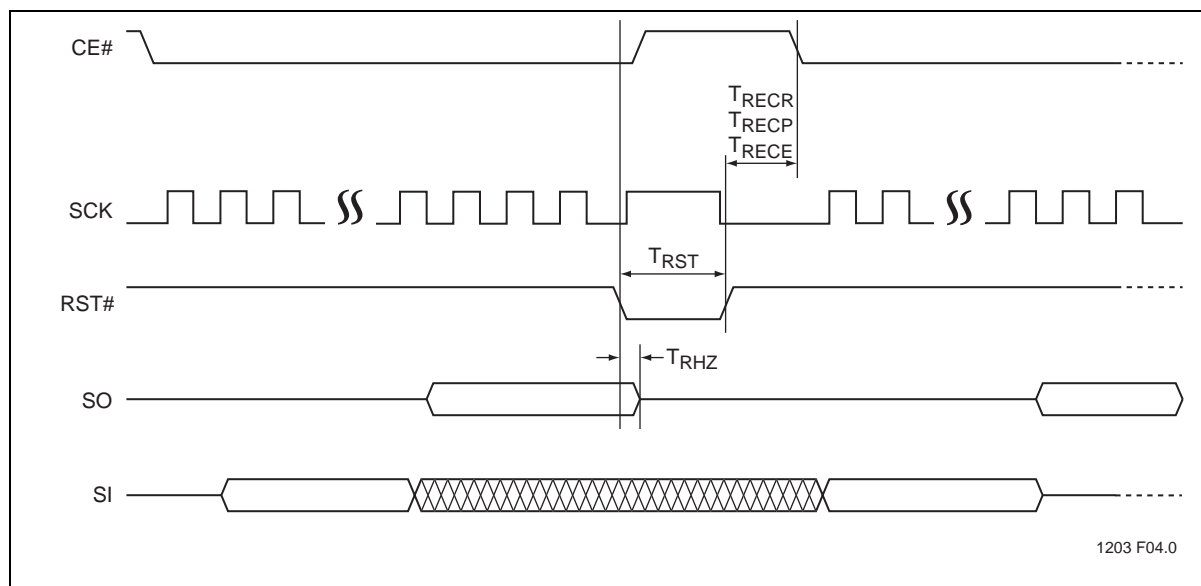 CE#
TRECR
TRECP
TRECE
SCK
TRST
RST#
TRHZ
SO
SI
1203 F04.0